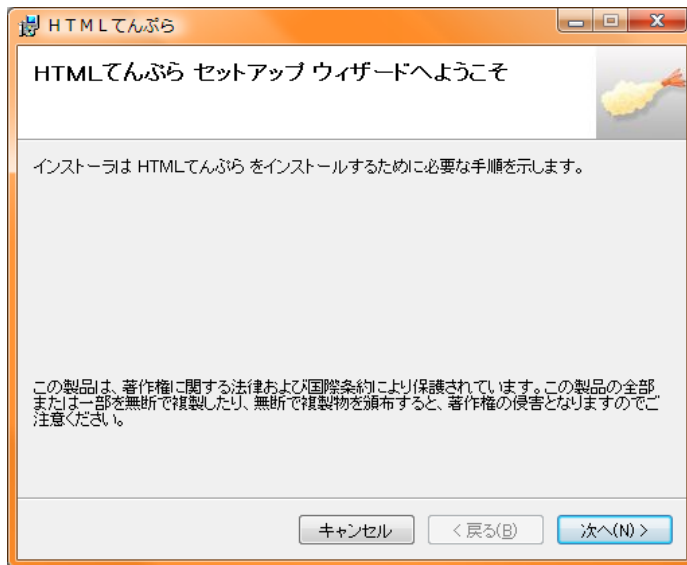 HTMLてんぷら
HTMLてんぷら セットアップ ウィザードへようこそ
インストーラは HTMLてんぷら をインストールするために必要な手順を示します。
この製品は、著作権に関する法律および国際条約により保護されています。この製品の全部
または一部を無断で複製したり、無断で複製物を頒布すると、著作権の侵害となりますのでご
注意ください。
キャンセル < 戻る(B) 次へ(N) >